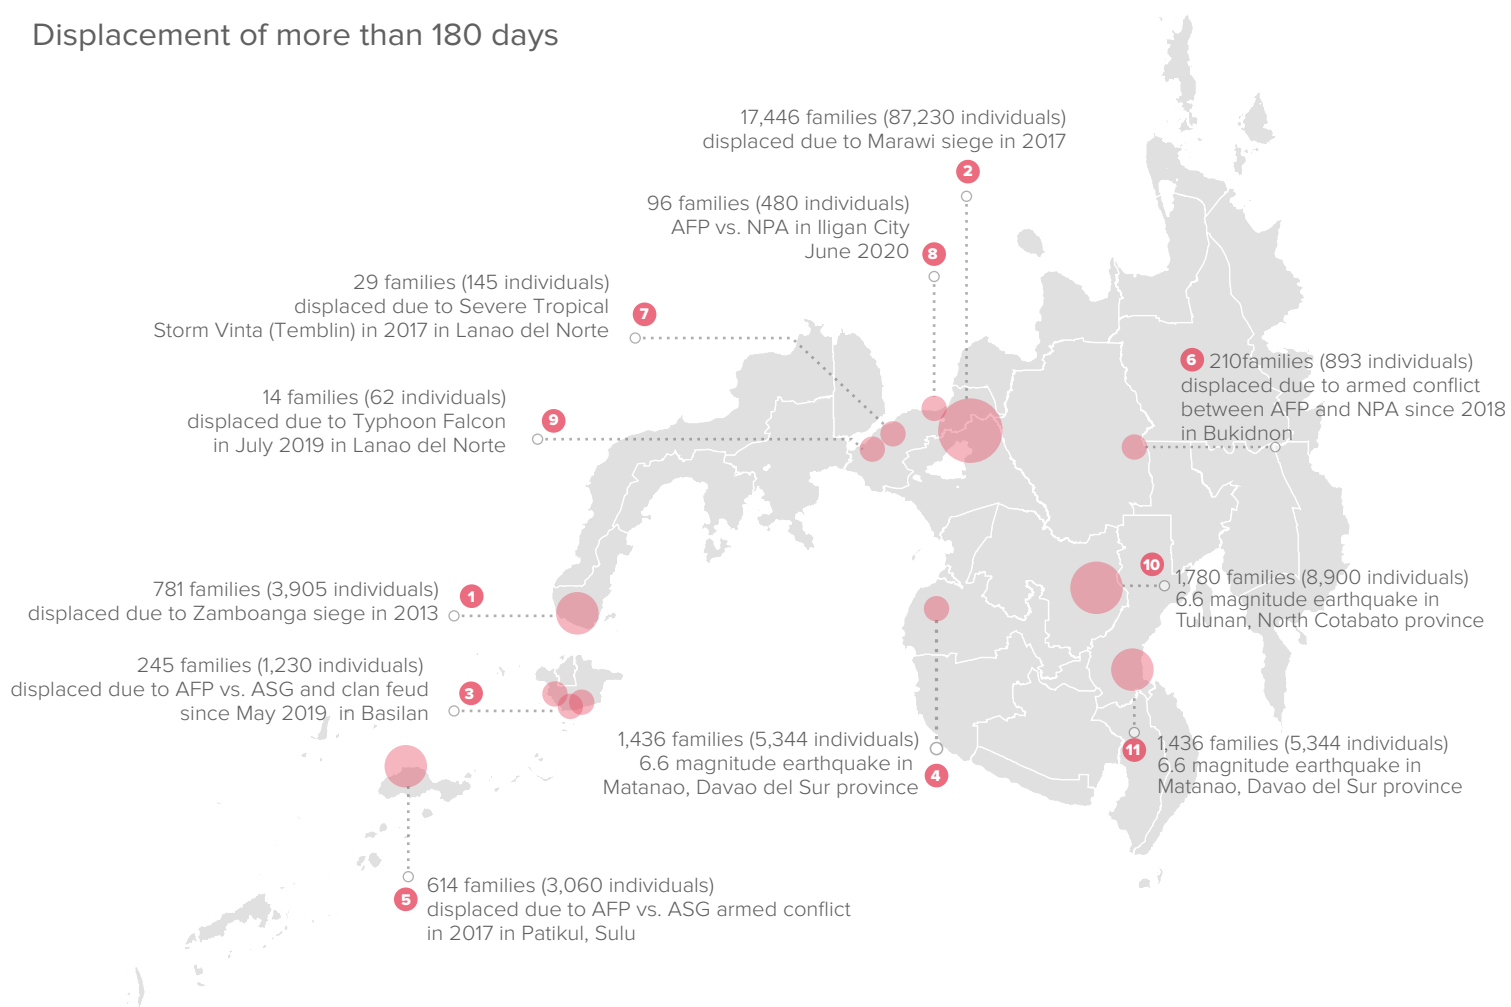 Displacement of more than 180 days
17,446 families (87,230 individuals)
displaced due to Marawi siege in 2017
2
96 families (480 individuals)
AFP vs. NPA in Iligan City
June 2020
8
29 families (145 individuals)
displaced due to Severe Tropical
Storm Vinta (Temblin) in 2017 in Lanao del Norte
7
6
210families (893 individuals)
displaced due to armed conflict
between AFP and NPA since 2018
in Bukidnon
14 families (62 individuals)
displaced due to Typhoon Falcon
in July 2019 in Lanao del Norte
9
10
1,780 families (8,900 individuals)
6.6 magnitude earthquake in
Tulunan, North Cotabato province
781 families (3,905 individuals)
displaced due to Zamboanga siege in 2013
1
245 families (1,230 individuals)
displaced due to AFP vs. ASG and clan feud
since May 2019 in Basilan
3
1,436 families (5,344 individuals)
6.6 magnitude earthquake in
Matanao, Davao del Sur province
4
11
1,436 families (5,344 individuals)
6.6 magnitude earthquake in
Matanao, Davao del Sur province
5
614 families (3,060 individuals)
displaced due to AFP vs. ASG armed conflict
in 2017 in Patikul, Sulu